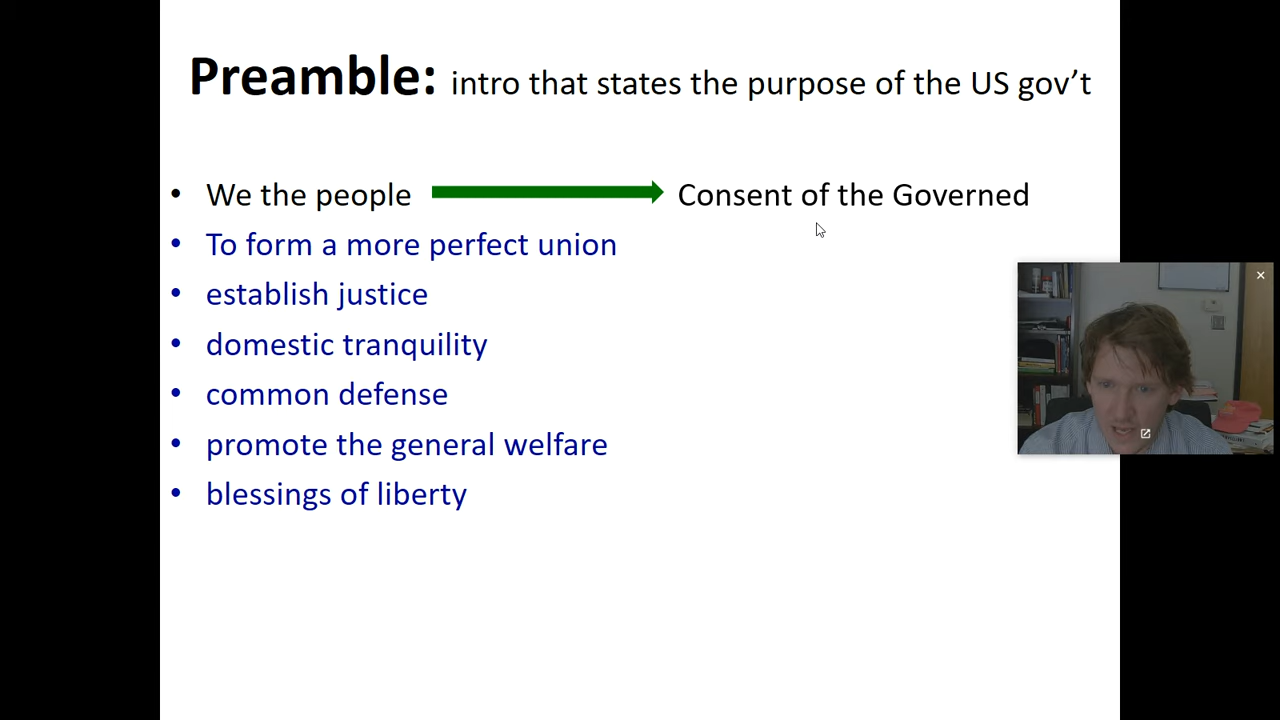 Preamble: intro that states the purpose of the US gov’t
• We the people Consent of the Governed
• To form a more perfect union
• establish justice
• domestic tranquility
• common defense
• promote the general welfare
• blessings of liberty